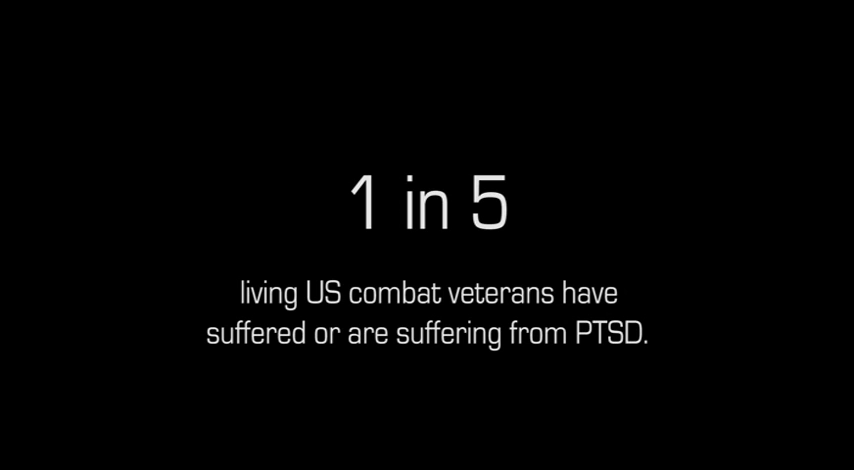 1 in 5
living US combat veterans have
suffered or are suffering from PTSD.